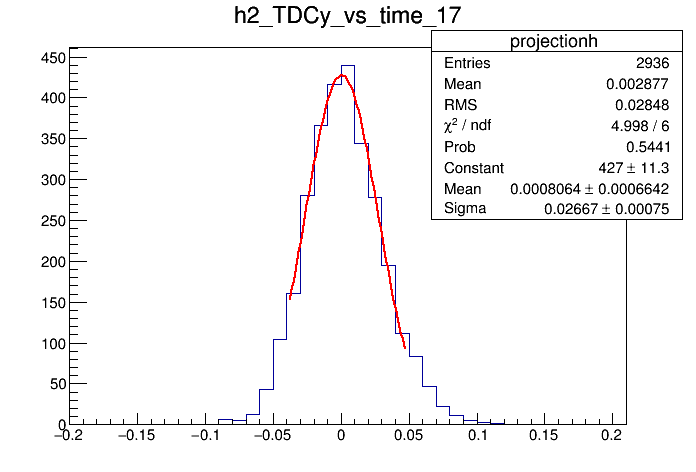 h2_TDCy_vs_time_17
projectionh
Entries 2936
Mean 0.002877
RMS 0.02848
χ² / ndf 4.998 / 6
Prob 0.5441
Constant 427 ± 11.3
Mean 0.0008064 ± 0.0006642
Sigma 0.02667 ± 0.00075
450
400
350
300
250
200
150
100
50
0
−0.2 −0.15 −0.1 −0.05 0 0.05 0.1 0.15 0.2